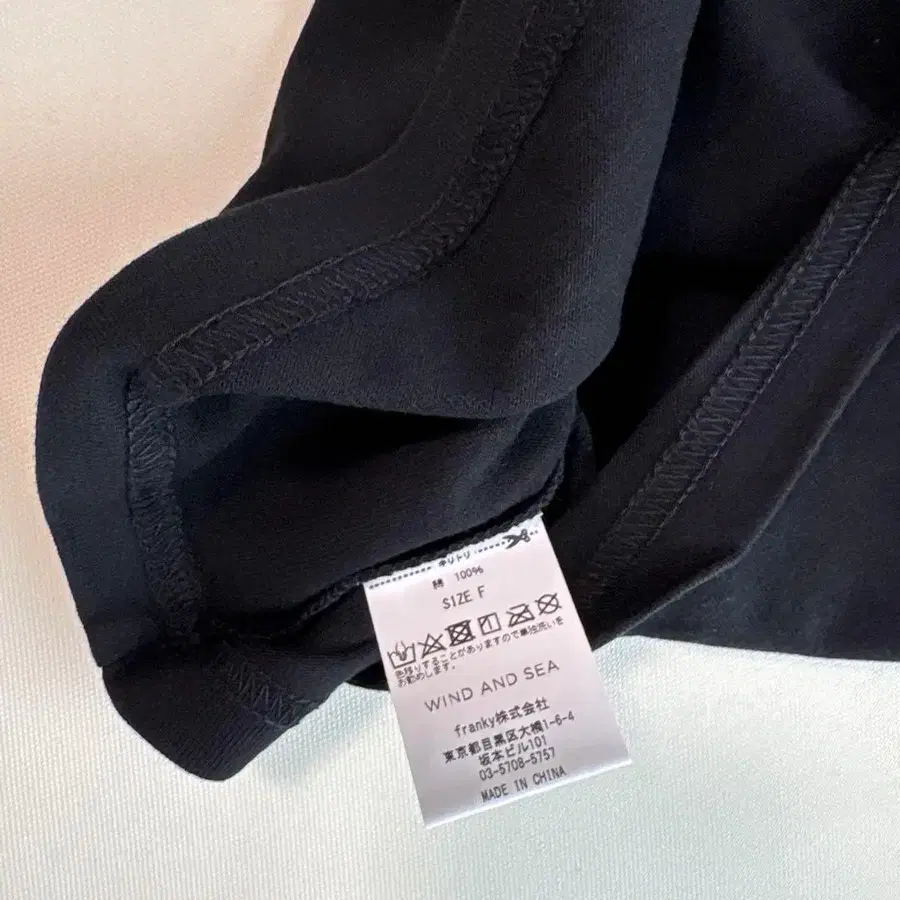 キリトリ
綿 100%
SIZE F
色移りすることがありますので単独洗いを
お勧めします。
WIND AND SEA
franky株式会社
東京都目黒区大橋1-6-4
坂本ビル101
03-5708-5757
MADE IN CHINA